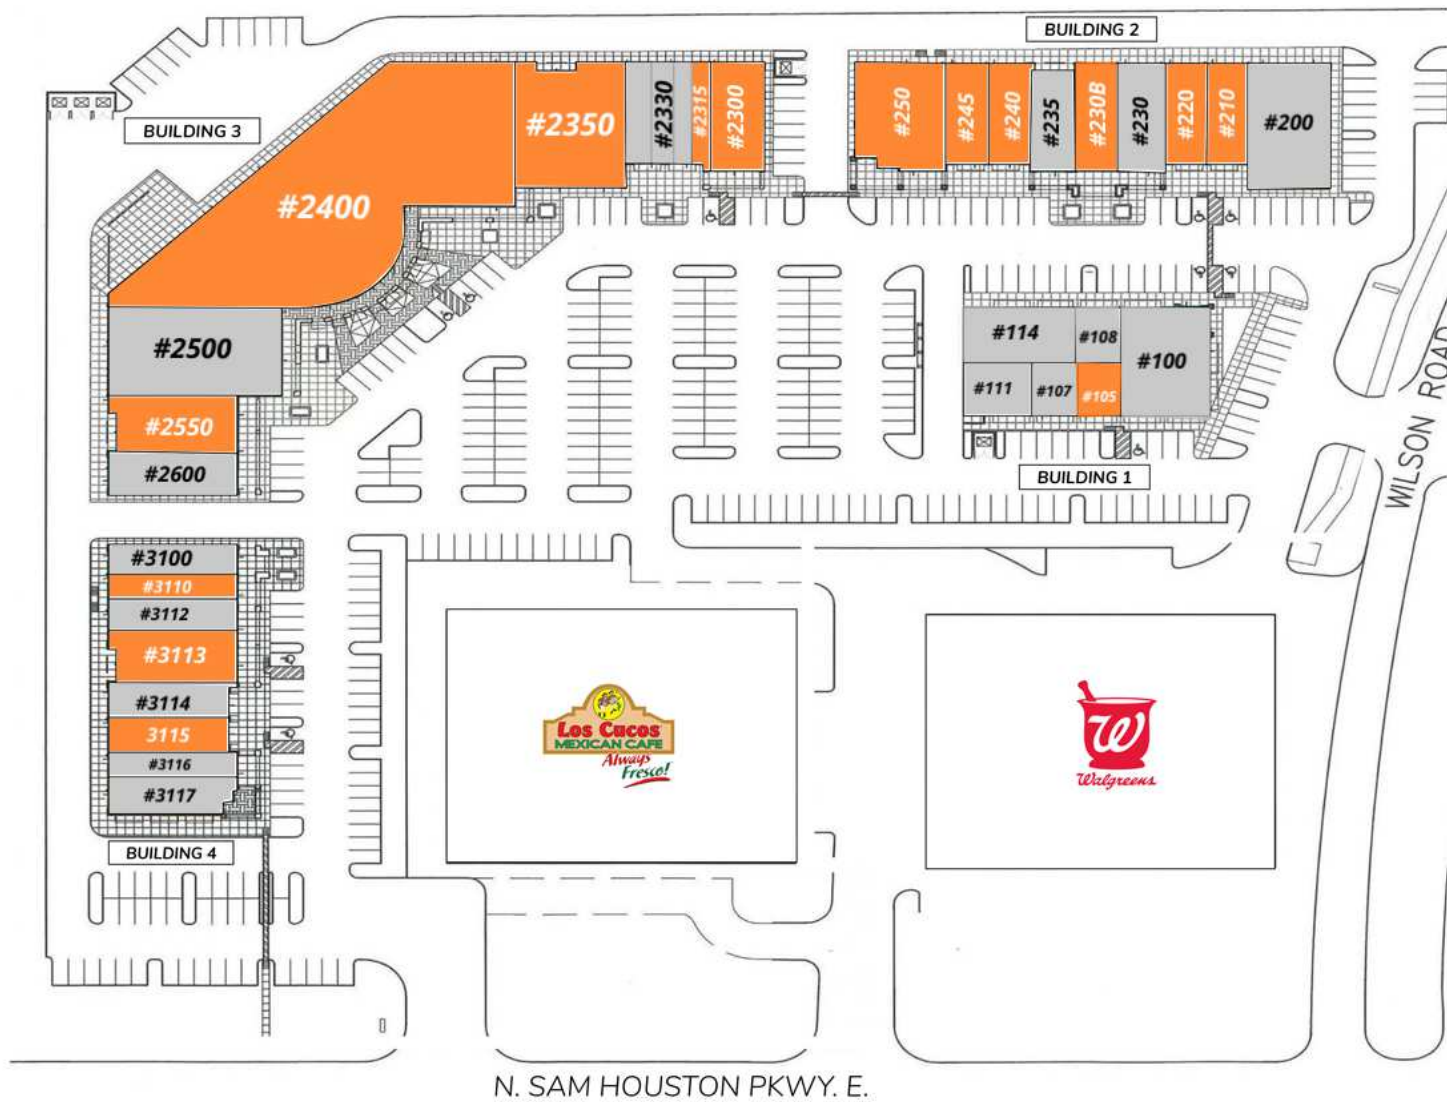 BUILDING 2
BUILDING 3
#2400
#2350
#2330
#2315
#2300
#250
#245
#240
#235
#230B
#230
#220
#210
#200
#2500
#2550
#2600
#114
#108
#100
#111
#107
#105
BUILDING 1
WILSON ROAD
#3100
#3110
#3112
#3113
#3114
3115
#3116
#3117
BUILDING 4
Los Cucos
MEXICAN CAFE
Always
Fresco!
W
Walgreens
N. SAM HOUSTON PKWY. E.